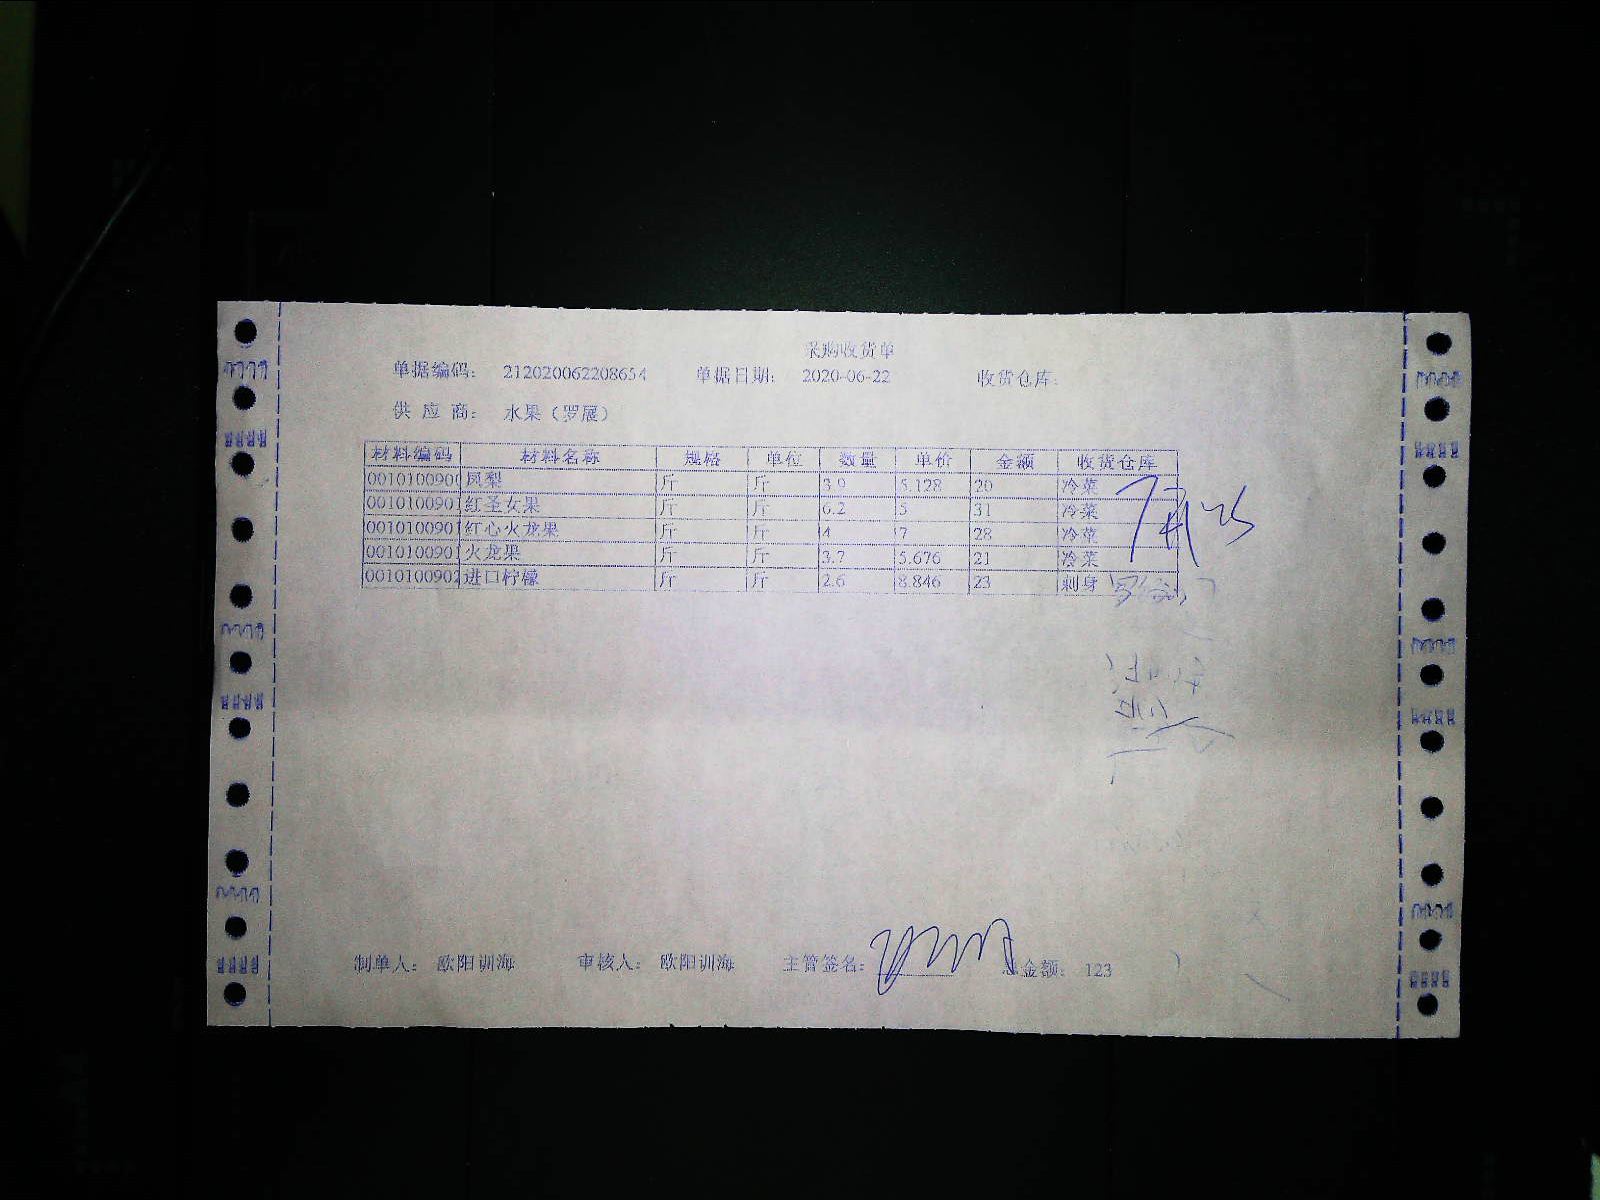 采购收货单
单据编码： 212020062208654 单据日期： 2020-06-22 收货仓库：
供 应 商： 水果（罗展）
材料编码 材料名称 规格 单位 数量 单价 金额 收货仓库
0010100900 凤梨 斤 斤 3.9 5.128 20 冷菜
0010100901 红圣女果 斤 斤 6.2 5 31 冷菜
0010100901 红心火龙果 斤 斤 4 7 28 冷菜
0010100901 火龙果 斤 斤 3.7 5.676 21 冷菜
0010100902 进口柠檬 斤 斤 2.6 8.846 23 刺身
制单人： 欧阳训海 审核人： 欧阳训海 主管签名： 金额： 123